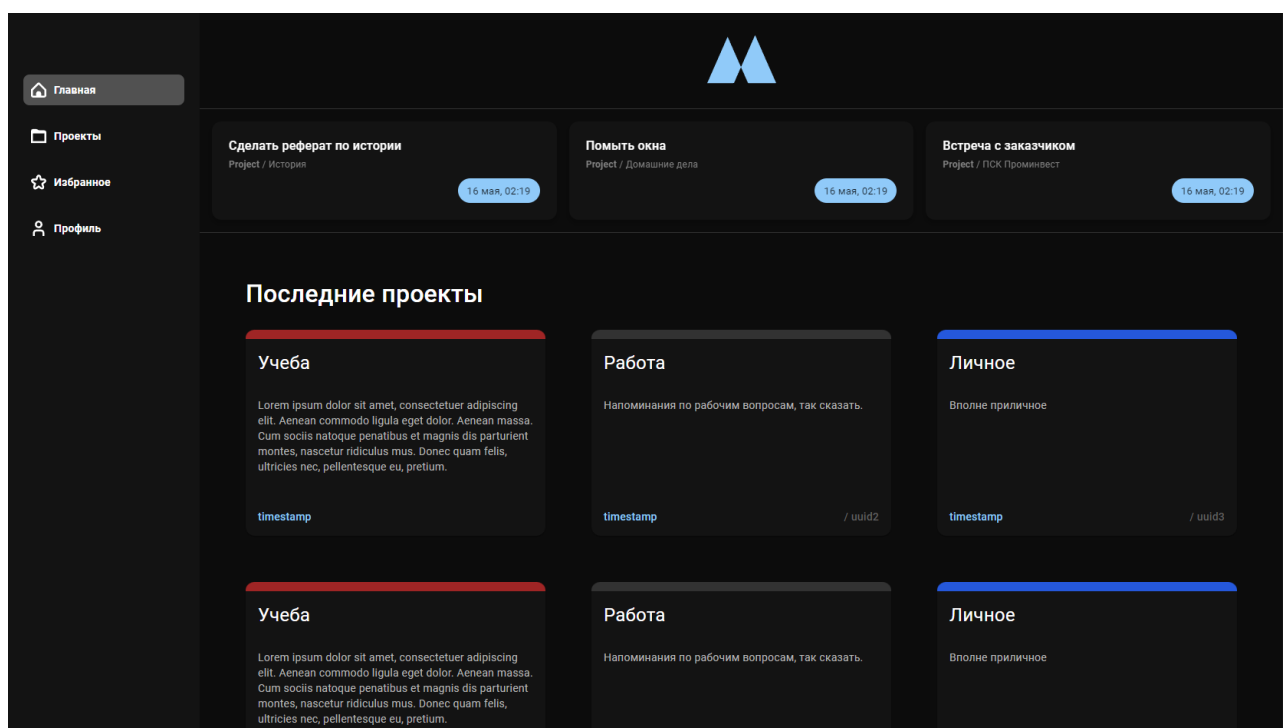 Главная
Проекты
Избранное
Профиль
Сделать реферат по истории
Project / История
16 мая, 02:19
Помыть окна
Project / Домашние дела
16 мая, 02:19
Встреча с заказчиком
Project / ПСК Проминвест
16 мая, 02:19
Последние проекты
Учеба
Lorem ipsum dolor sit amet, consectetuer adipiscing
elit. Aenean commodo ligula eget dolor. Aenean massa.
Cum sociis natoque penatibus et magnis dis parturient
montes, nascetur ridiculus mus. Donec quam felis,
ultricies nec, pellentesque eu, pretium.
timestamp
Работа
Напоминания по рабочим вопросам, так сказать.
timestamp / uuid2
Личное
Вполне приличное
timestamp / uuid3
Учеба
Lorem ipsum dolor sit amet, consectetuer adipiscing
elit. Aenean commodo ligula eget dolor. Aenean massa.
Cum sociis natoque penatibus et magnis dis parturient
montes, nascetur ridiculus mus. Donec quam felis,
ultricies nec, pellentesque eu, pretium.
Работа
Напоминания по рабочим вопросам, так сказать.
Личное
Вполне приличное